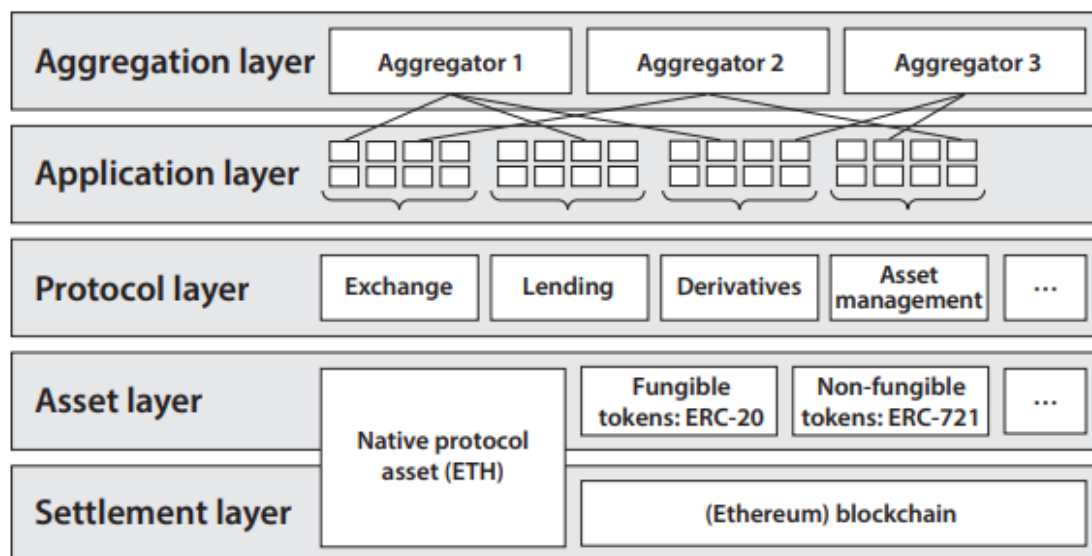 Aggregation layer
Aggregator 1
Aggregator 2
Aggregator 3
Application layer
Protocol layer
Exchange
Lending
Derivatives
Asset
management
...
Asset layer
Native protocol
asset (ETH)
Fungible
tokens: ERC-20
Non-fungible
tokens: ERC-721
...
Settlement layer
(Ethereum) blockchain